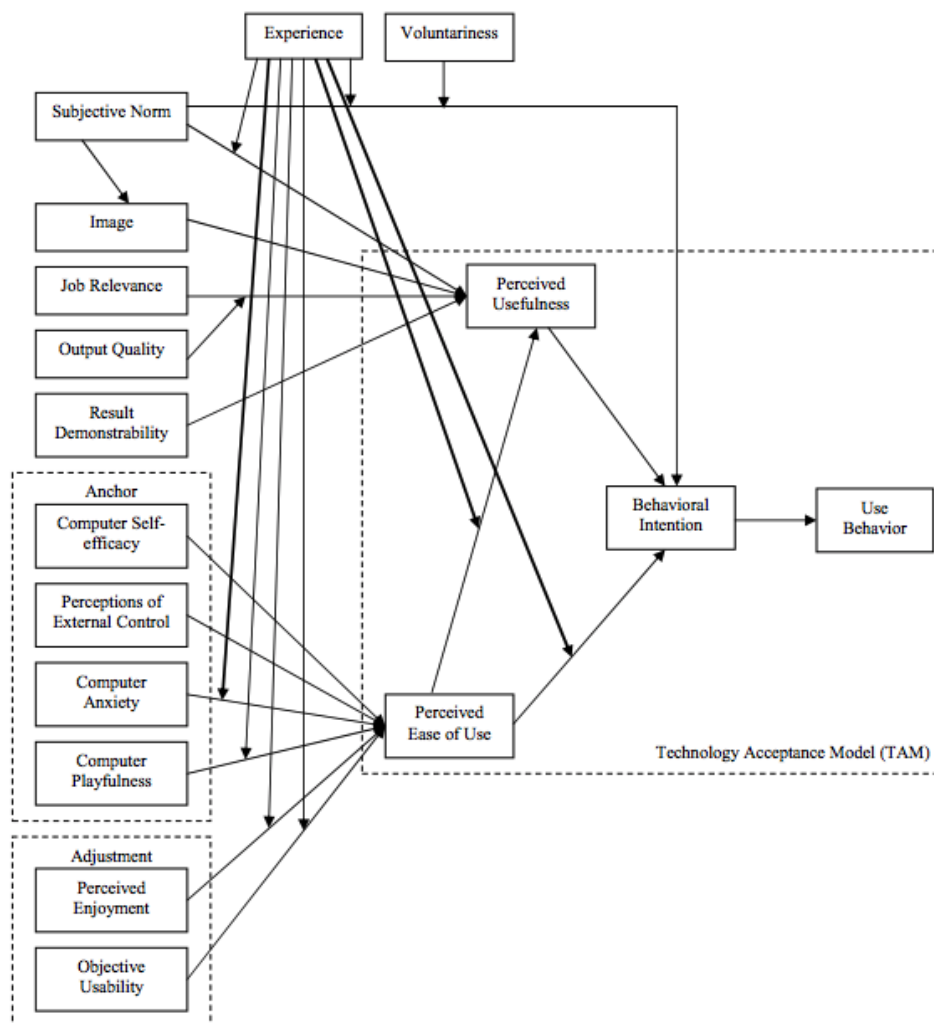 Experience
Voluntariness
Subjective Norm
Image
Job Relevance
Perceived
Usefulness
Output Quality
Result
Demonstrability
Anchor
Computer Self-
efficacy
Behavioral
Intention
Use
Behavior
Perceptions of
External Control
Computer
Anxiety
Perceived
Ease of Use
Computer
Playfulness
Technology Acceptance Model (TAM)
Adjustment
Perceived
Enjoyment
Objective
Usability